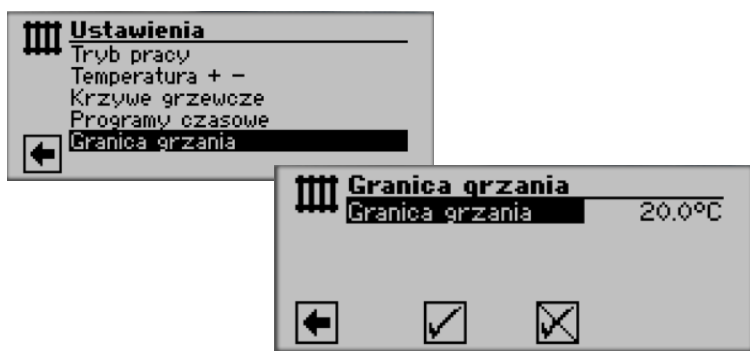 Ustawienia
Tryb pracy
Temperatura + -
Krzywe grzewcze
Programy czasowe
Granica grzania
Granica grzania
Granica grzania 20.0°C